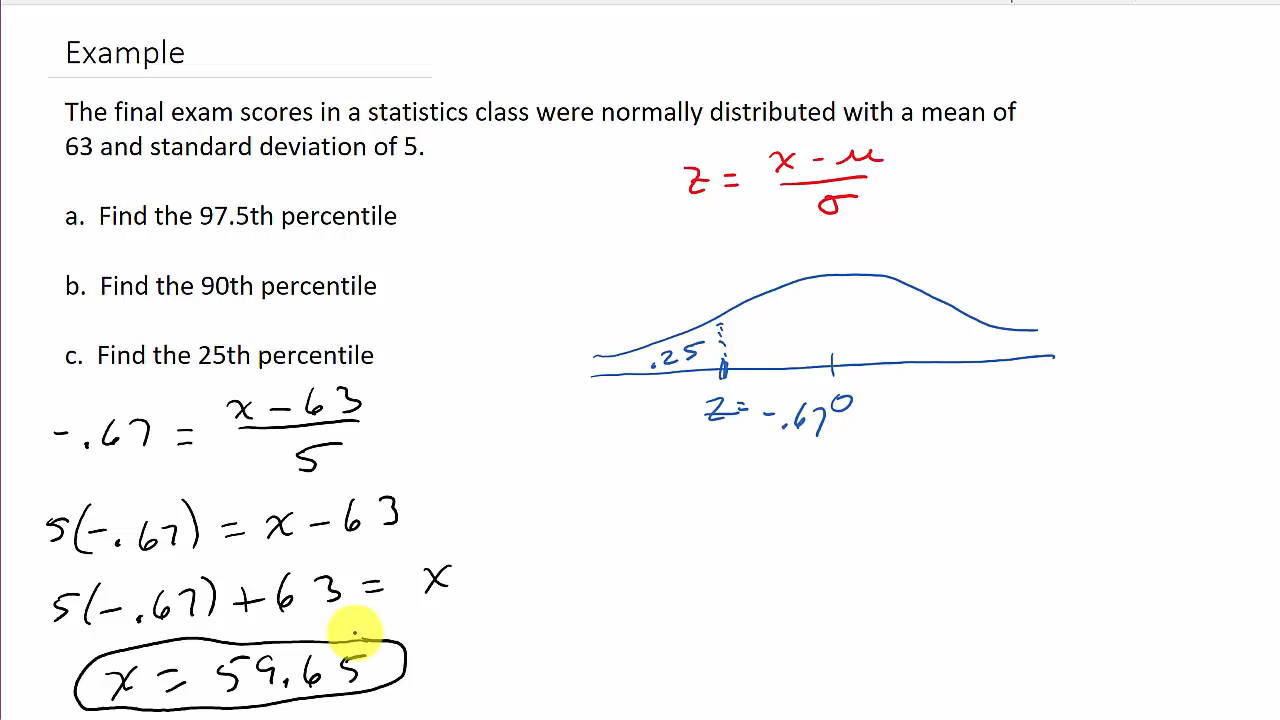 Example
The final exam scores in a statistics class were normally distributed with a mean of
63 and standard deviation of 5.
z = x - μ / σ
a. Find the 97.5th percentile
b. Find the 90th percentile
c. Find the 25th percentile
.25
z = -.67 0
-.67 = x - 63 / 5
5(-.67) = x - 63
5(-.67) + 63 = x
x = 59.65